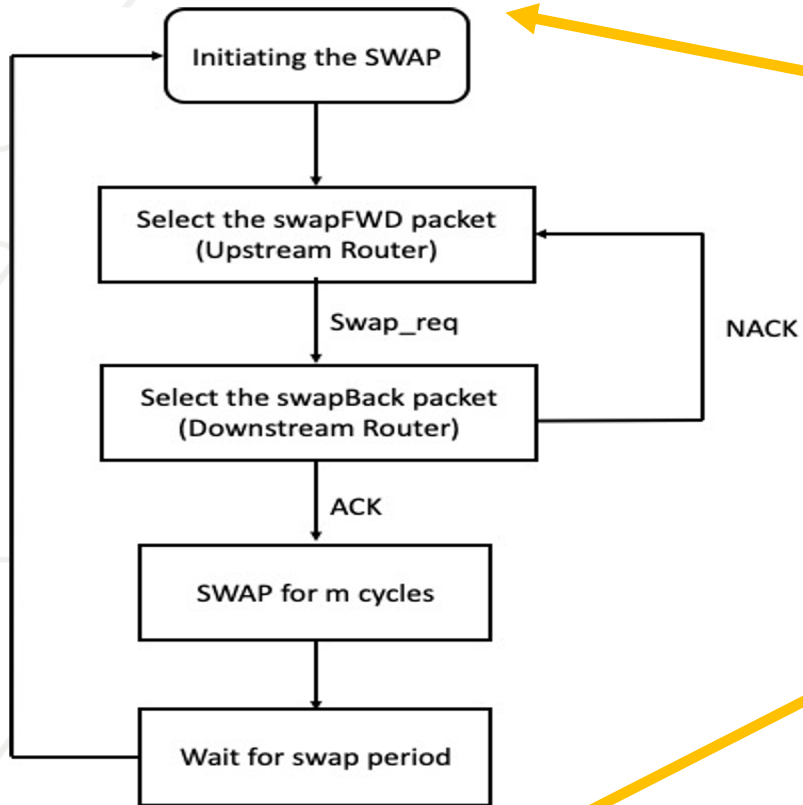 Initiating the SWAP
Select the swapFWD packet
(Upstream Router)
Swap_req
NACK
Select the swapBack packet
(Downstream Router)
ACK
SWAP for m cycles
Wait for swap period